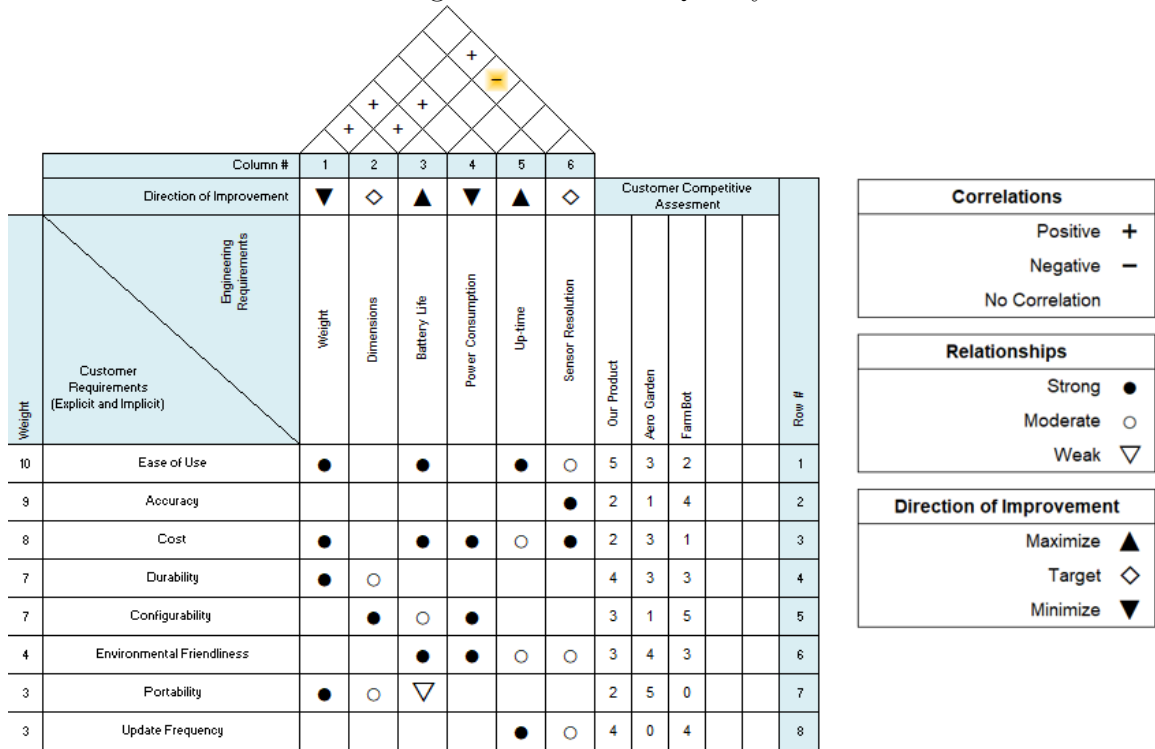 +
−
+ +
+ +
Column # 1 2 3 4 5 6
Direction of Improvement ▼ ◇ ▲ ▼ ▲ ◇
Customer Competitive
Assesment
Engineering
Requirements
Customer
Requirements
(Explicit and Implicit)
Weight
Weight
Dimensions
Battery Life
Power Consumption
Up-time
Sensor Resolution
Our Product
Aero Garden
FarmBot
Row #
10 Ease of Use ● ● ● ○ 5 3 2 1
9 Accuracy ● 2 1 4 2
8 Cost ● ● ● ○ ● 2 3 1 3
7 Durability ● ○ 4 3 3 4
7 Configurability ● ○ ● 3 1 5 5
4 Environmental Friendliness ● ● ○ ○ 3 4 3 6
3 Portability ● ○ ▽ 2 5 0 7
3 Update Frequency ● ○ 4 0 4 8
Correlations
Positive +
Negative −
No Correlation
Relationships
Strong ●
Moderate ○
Weak ▽
Direction of Improvement
Maximize ▲
Target ◇
Minimize ▼